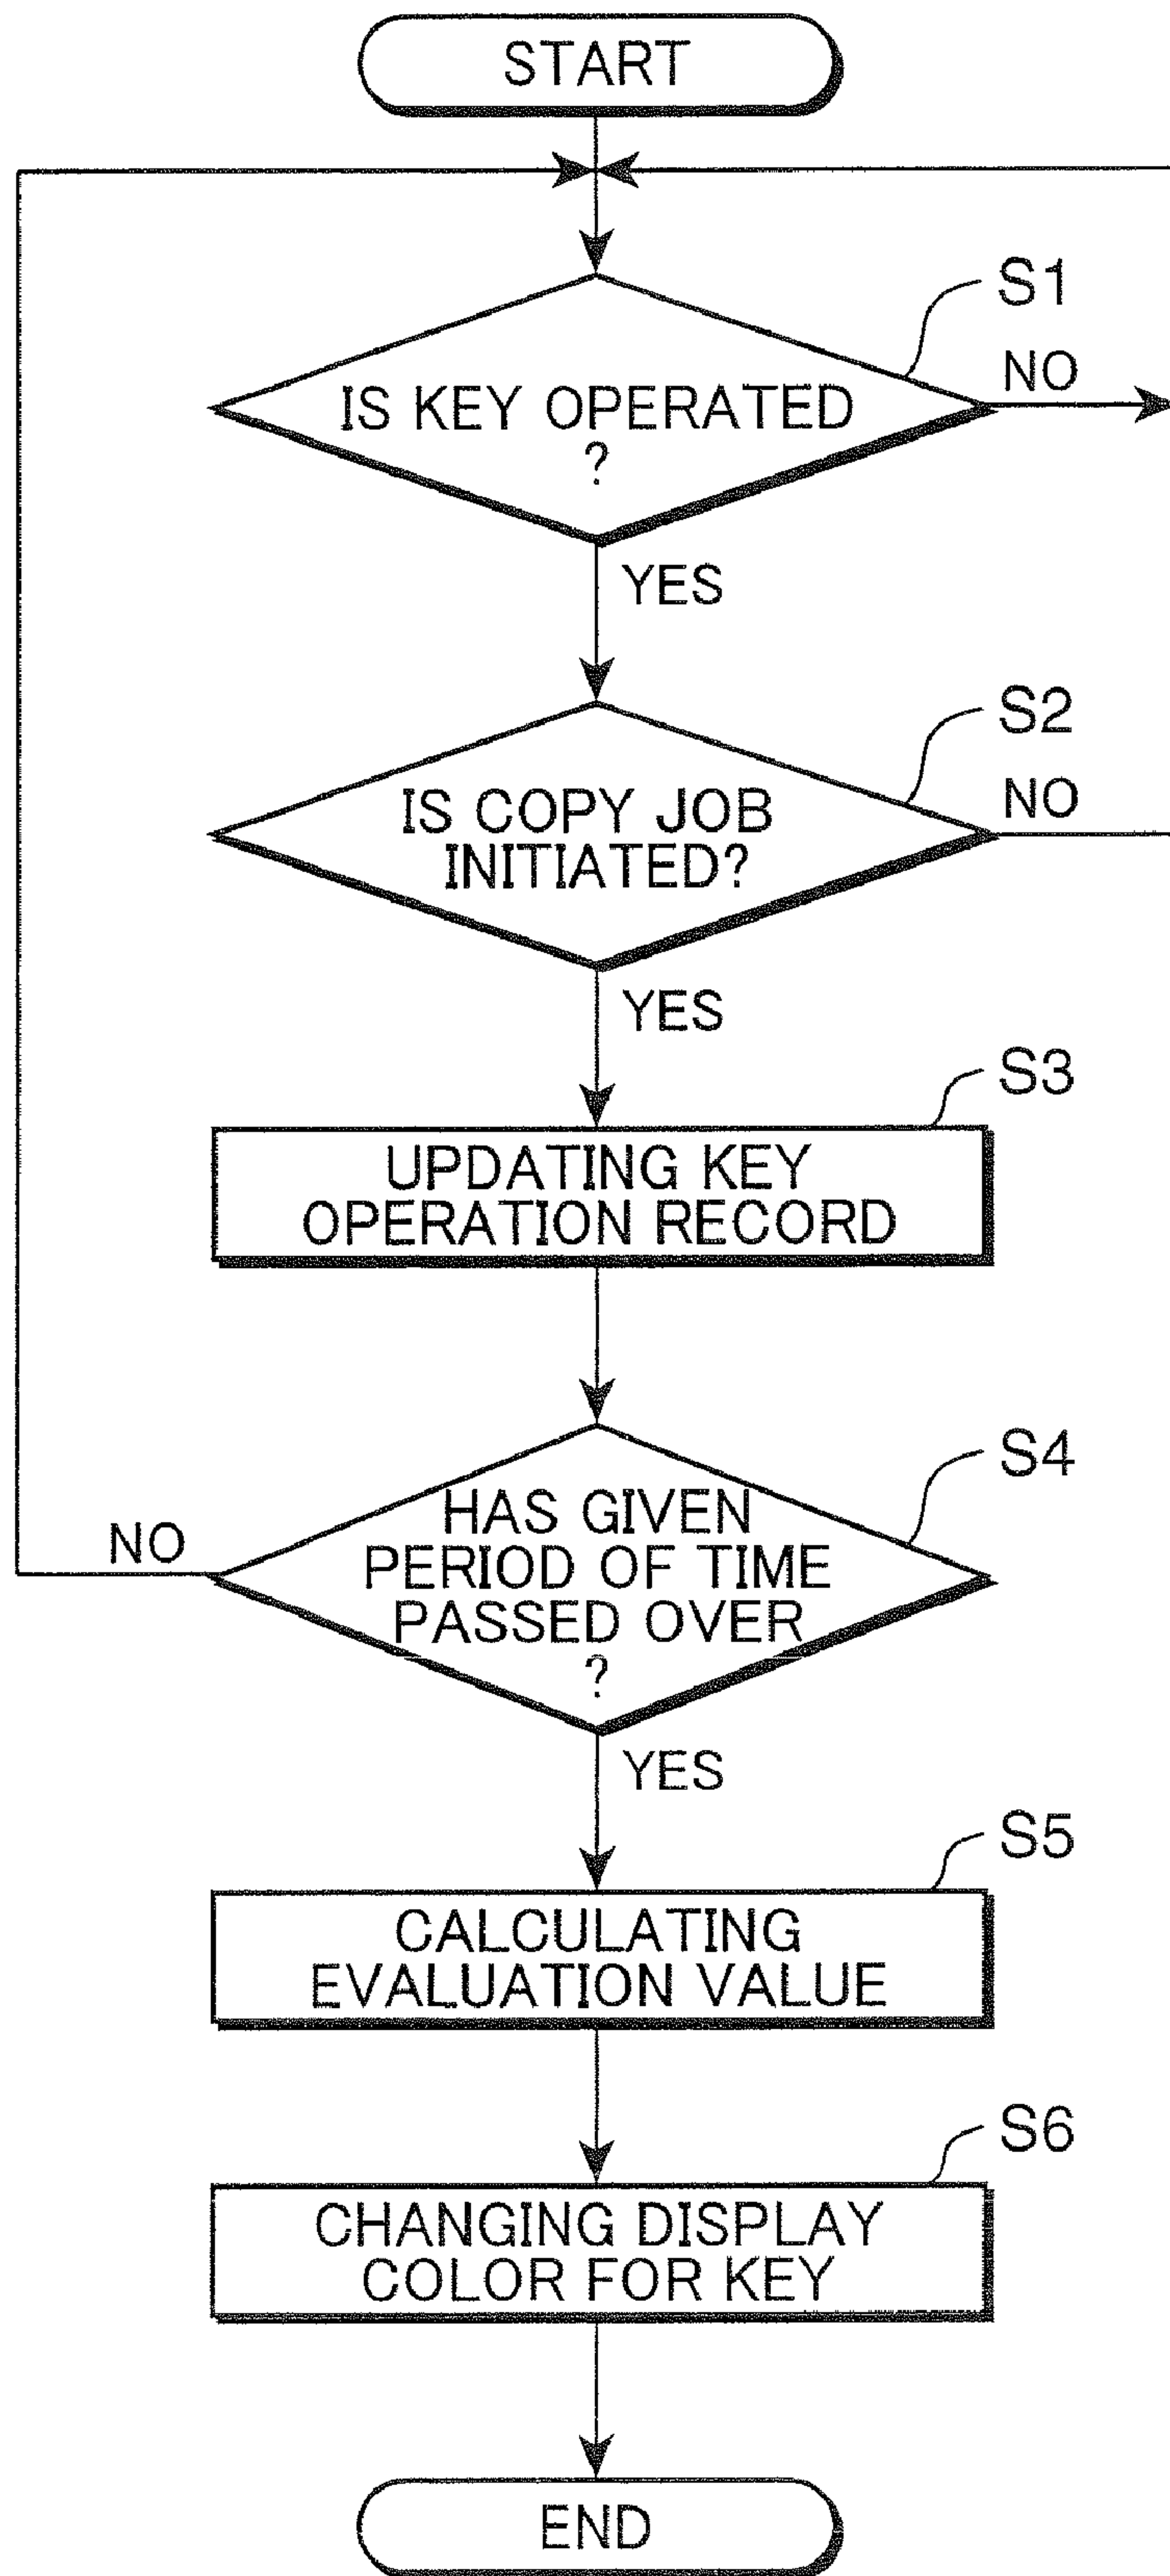 START
S1
NO
IS KEY OPERATED
?
YES
S2
NO
IS COPY JOB
INITIATED?
YES
S3
UPDATING KEY
OPERATION RECORD
S4
HAS GIVEN
NO
PERIOD OF TIME
PASSED OVER
?
YES
S5
CALCULATING
EVALUATION VALUE
S6
CHANGING DISPLAY
COLOR FOR KEY
END